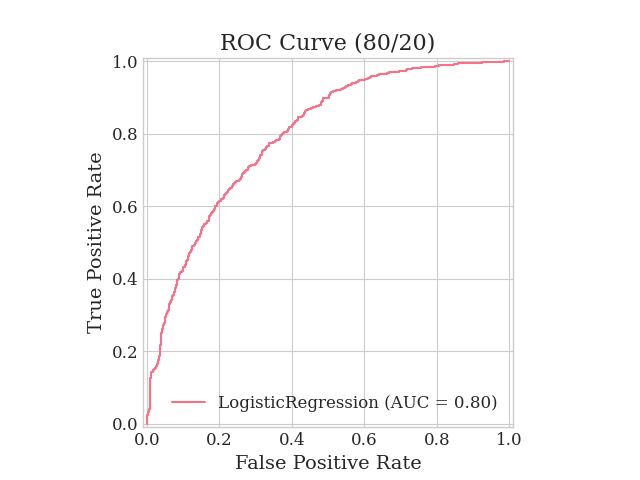 ROC Curve (80/20)
True Positive Rate
1.0
0.8
0.6
0.4
0.2
0.0
LogisticRegression (AUC = 0.80)
0.0 0.2 0.4 0.6 0.8 1.0
False Positive Rate